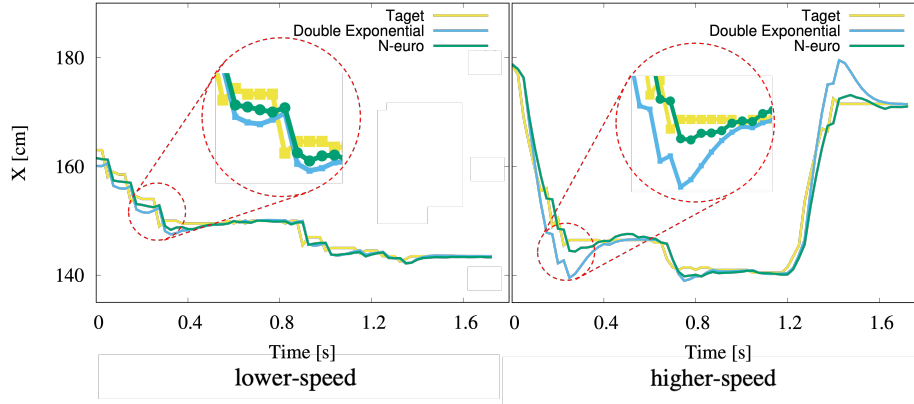 Taget
Double Exponential
N-euro
Taget
Double Exponential
N-euro
180
160
140
X [cm]
0 0.4 0.8 1.2 1.6
0 0.4 0.8 1.2 1.6
Time [s]
Time [s]
lower-speed
higher-speed